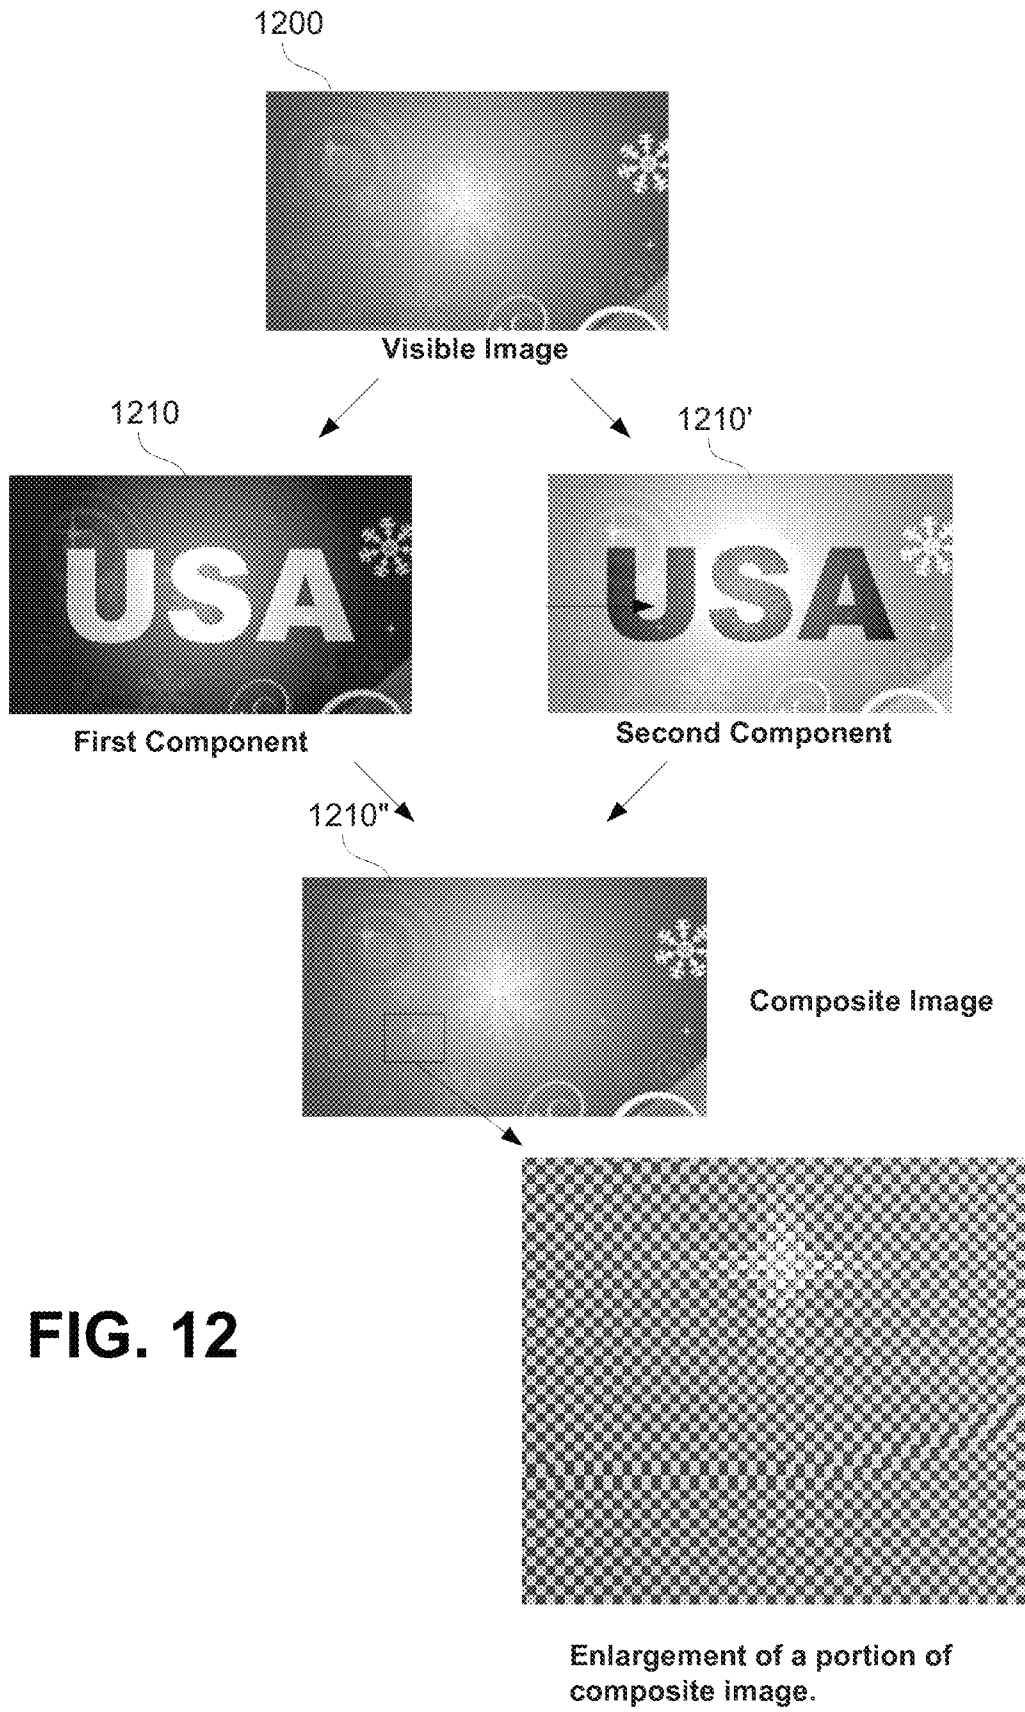 1200
Visible Image
1210
1210'
USA
USA
First Component
Second Component
1210"
Composite Image
FIG. 12
Enlargement of a portion of
composite image.